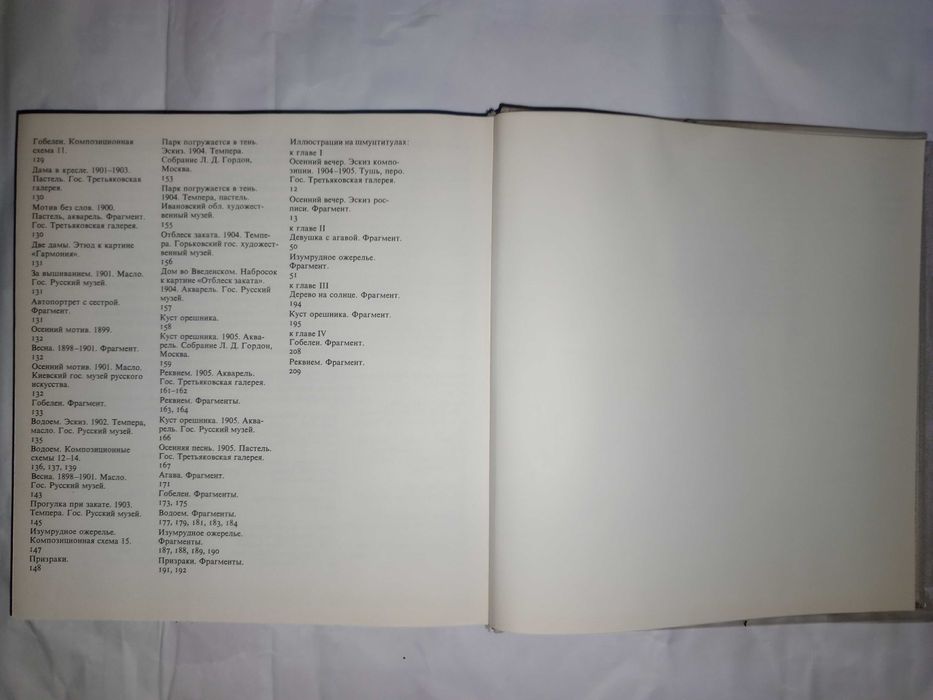 Гобелен. Композиционная
схема 11.
129
Дама в кресле. 1901–1903.
Пастель. Гос. Третьяковская
галерея.
130
Мотив без слов. 1900.
Пастель, акварель. Фрагмент.
Гос. Третьяковская галерея.
130
Две дамы. Этюд к картине
«Гармония».
131
За вышиванием. 1901. Масло.
Гос. Русский музей.
131
Автопортрет с сестрой.
Фрагмент.
131
Осенний мотив. 1899.
132
Весна. 1898–1901. Фрагмент.
132
Осенний мотив. 1901. Масло.
Киевский гос. музей русского
искусства.
132
Гобелен. Фрагмент.
133
Водоем. Эскиз. 1902. Темпера,
масло. Гос. Русский музей.
135
Водоем. Композиционные
схемы 12–14.
136, 137, 139
Весна. 1898–1901. Масло.
Гос. Русский музей.
143
Прогулка при закате. 1903.
Темпера. Гос. Русский музей.
145
Изумрудное ожерелье.
Композиционная схема 15.
147
Призраки.
148
Парк погружается в тень.
Эскиз. 1904. Темпера.
Собрание Л. Д. Гордон,
Москва.
153
Парк погружается в тень.
1904. Темпера, пастель.
Ивановский обл. художест-
венный музей.
155
Отблеск заката. 1904. Темпе-
ра. Горьковский гос. художест-
венный музей.
156
Дом во Введенском. Набросок
к картине «Отблеск заката».
1904. Акварель. Гос. Русский
музей.
157
Куст орешника.
158
Куст орешника. 1905. Аква-
рель. Собрание Л. Д. Гордон,
Москва.
159
Реквием. 1905. Акварель.
Гос. Третьяковская галерея.
161–162
Реквием. Фрагменты.
163, 164
Куст орешника. 1905. Аква-
рель. Гос. Русский музей.
166
Осенняя песнь. 1905. Пастель.
Гос. Третьяковская галерея.
167
Агава. Фрагмент.
171
Гобелен. Фрагменты.
173, 175
Водоем. Фрагменты.
177, 179, 181, 183, 184
Изумрудное ожерелье.
Фрагменты.
187, 188, 189, 190
Призраки. Фрагменты.
191, 192
Иллюстрации на шмуцтитулах:
к главе I
Осенний вечер. Эскиз компо-
зиции. 1904–1905. Тушь, перо.
Гос. Третьяковская галерея.
12
Осенний вечер. Эскиз рос-
писи. Фрагмент.
13
к главе II
Девушка с агавой. Фрагмент.
50
Изумрудное ожерелье.
Фрагмент.
51
к главе III
Дерево на солнце. Фрагмент.
194
Куст орешника. Фрагмент.
195
к главе IV
Гобелен. Фрагмент.
208
Реквием. Фрагмент.
209